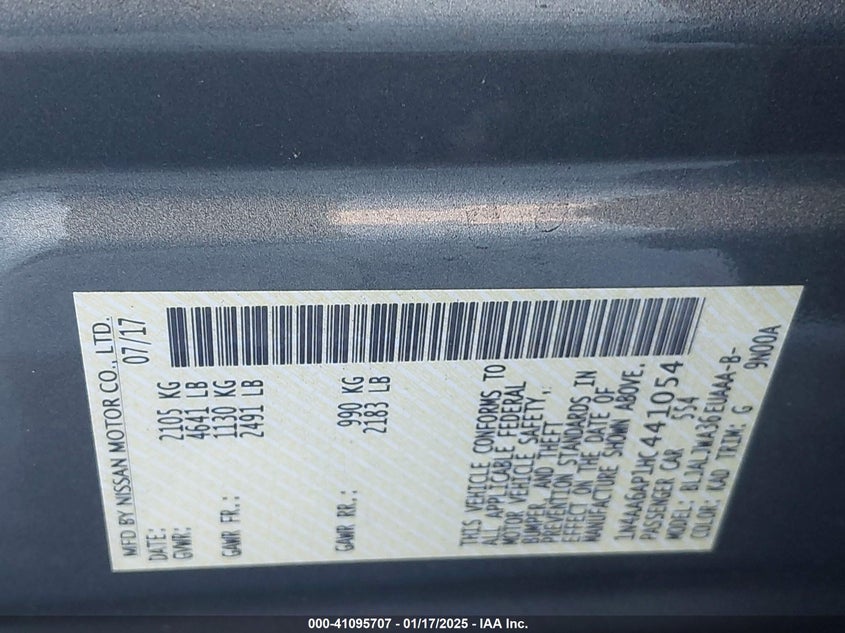 MFD BY NISSAN MOTOR CO., LTD.
DATE: 07/17
GVWR: 2105 KG
4641 LB
GAWR FR.: 1130 KG
2491 LB
GAWR RR.: 990 KG
2183 LB
THIS VEHICLE CONFORMS TO
ALL APPLICABLE FEDERAL
MOTOR VEHICLE SAFETY,
BUMPER, AND THEFT
PREVENTION STANDARDS IN
EFFECT ON THE DATE OF
MANUFACTURE SHOWN ABOVE.
1N4AA6AP1HC441054
PASSENGER CAR 554
MODEL: 8LJALJWA36EUAAA-B-
COLOR: KAD TRIM: G 9N00A
000-41095707 - 01/17/2025 - IAA Inc.